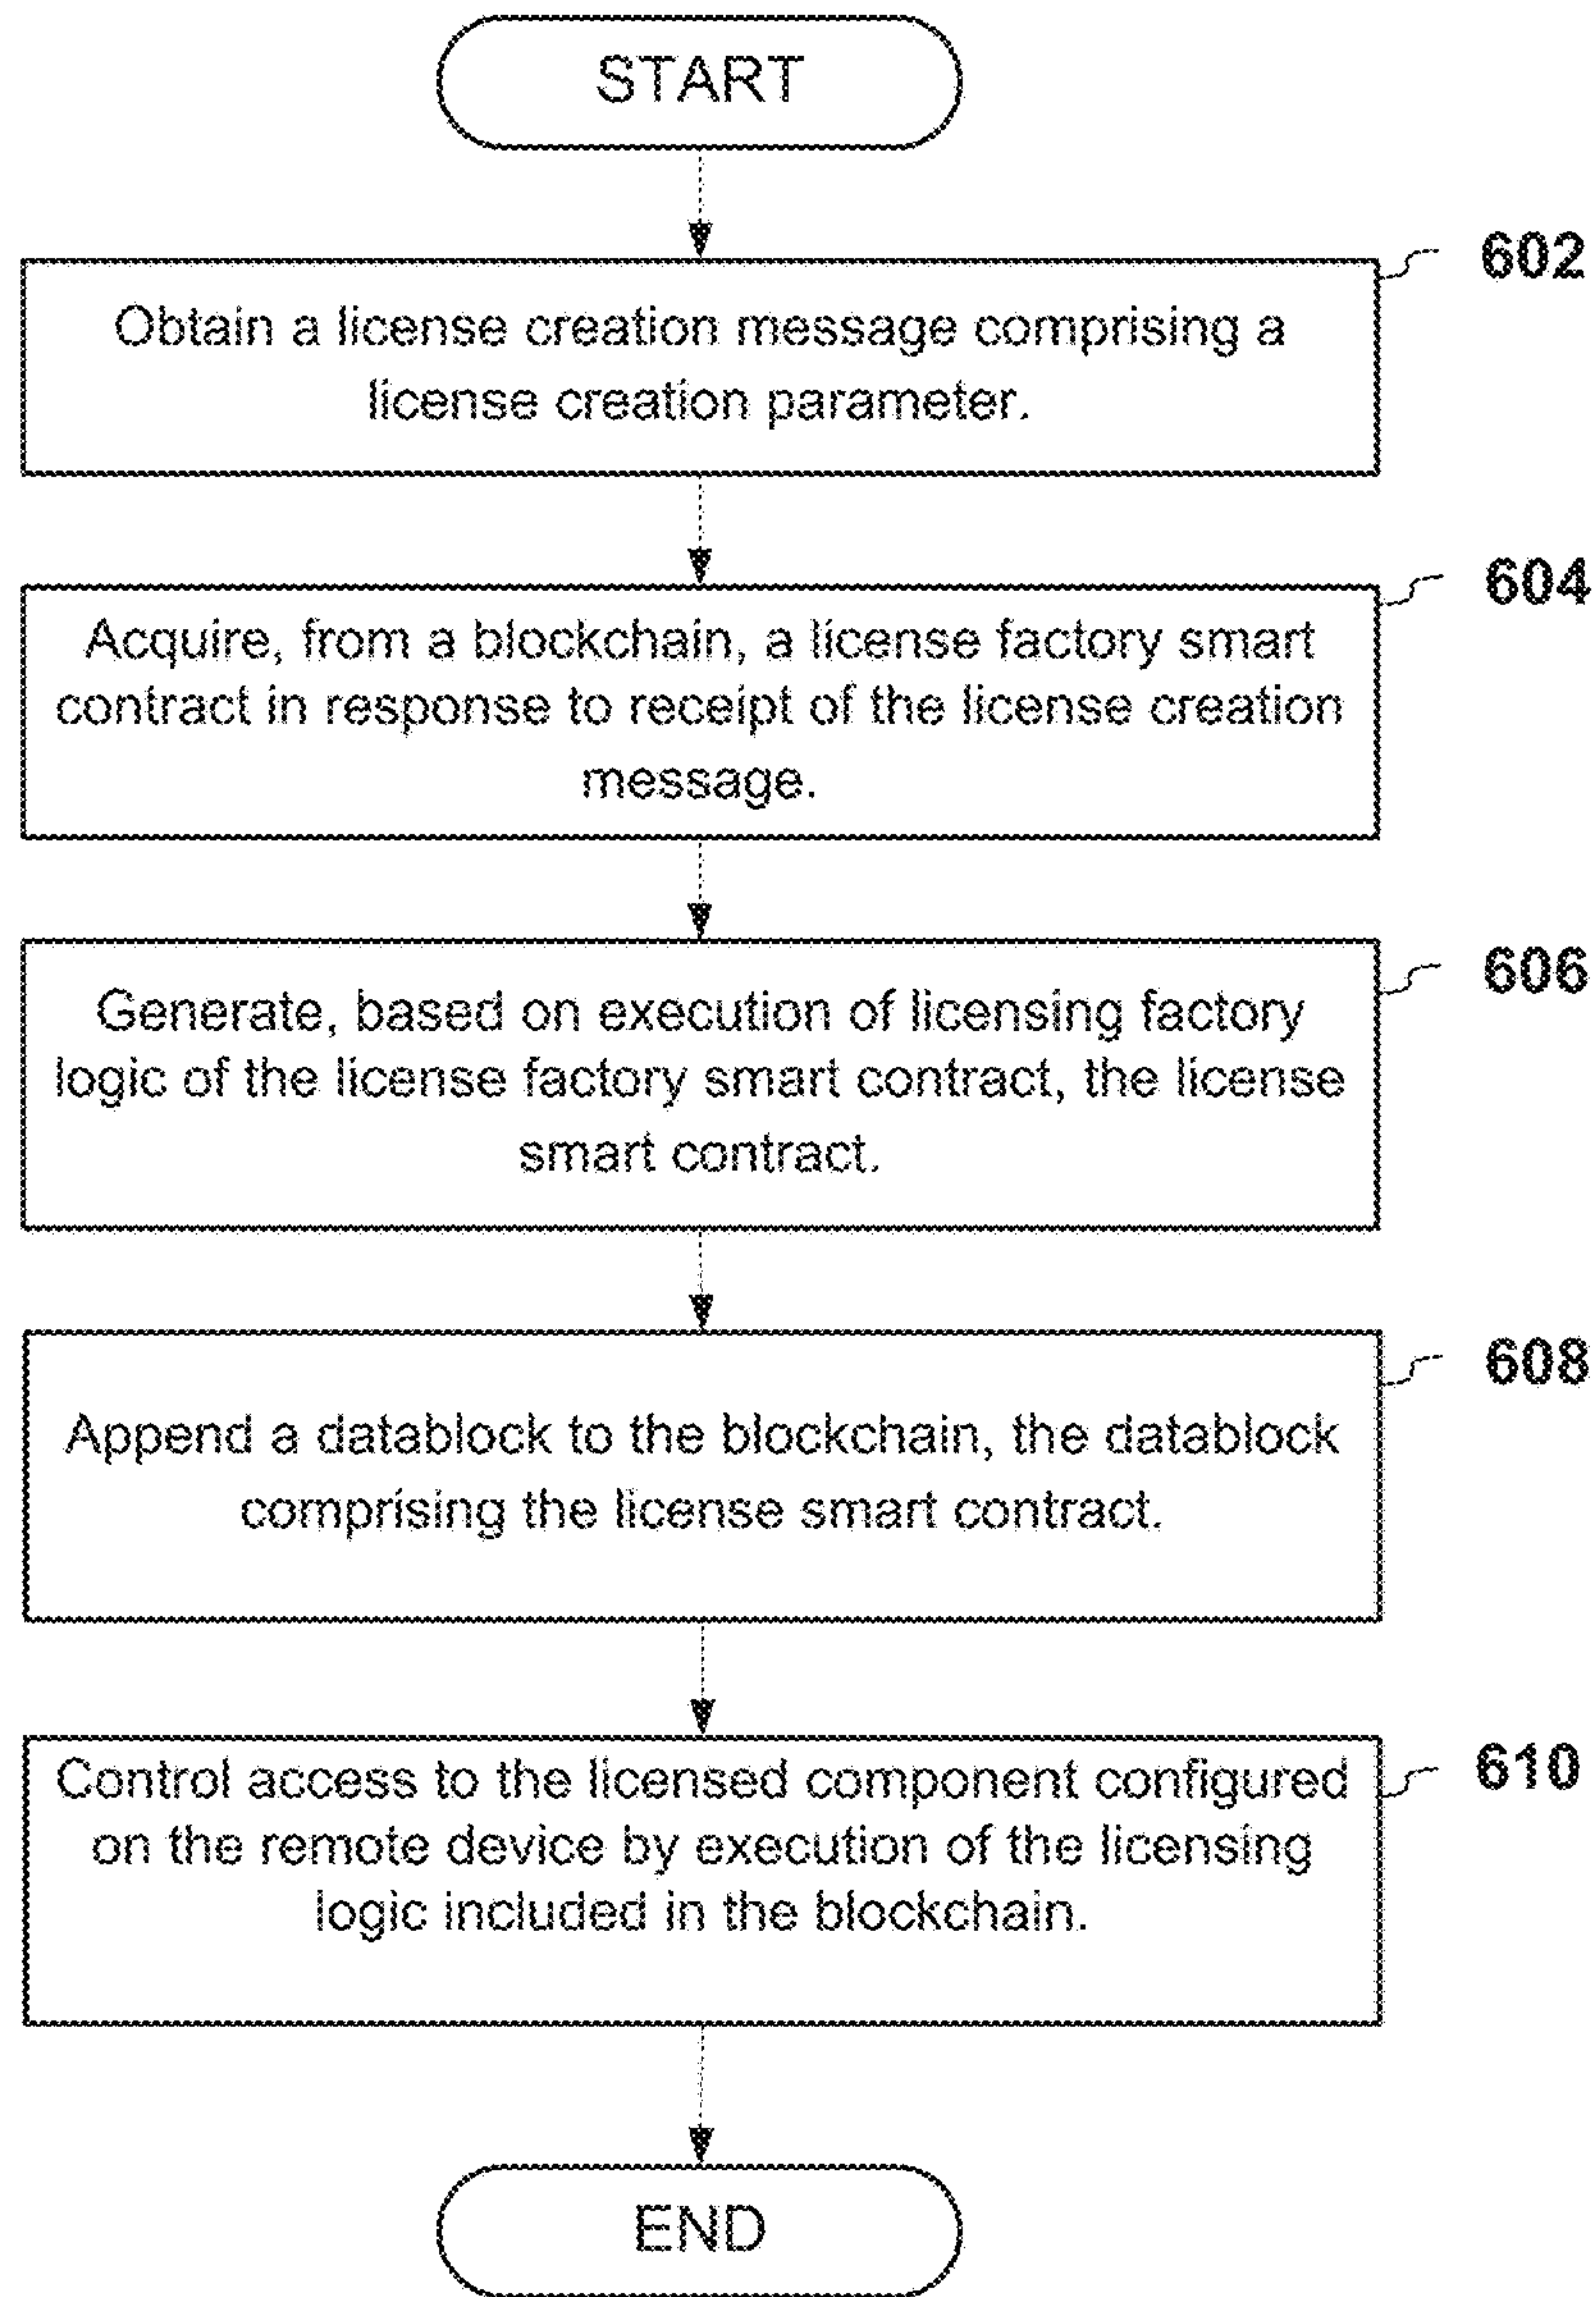 START
602
Obtain a license creation message comprising a
license creation parameter.
604
Acquire, from a blockchain, a license factory smart
contract in response to receipt of the license creation
message.
606
Generate, based on execution of licensing factory
logic of the license factory smart contract, the license
smart contract.
608
Append a datablock to the blockchain, the datablock
comprising the license smart contract.
610
Control access to the licensed component configured
on the remote device by execution of the licensing
logic included in the blockchain.
END